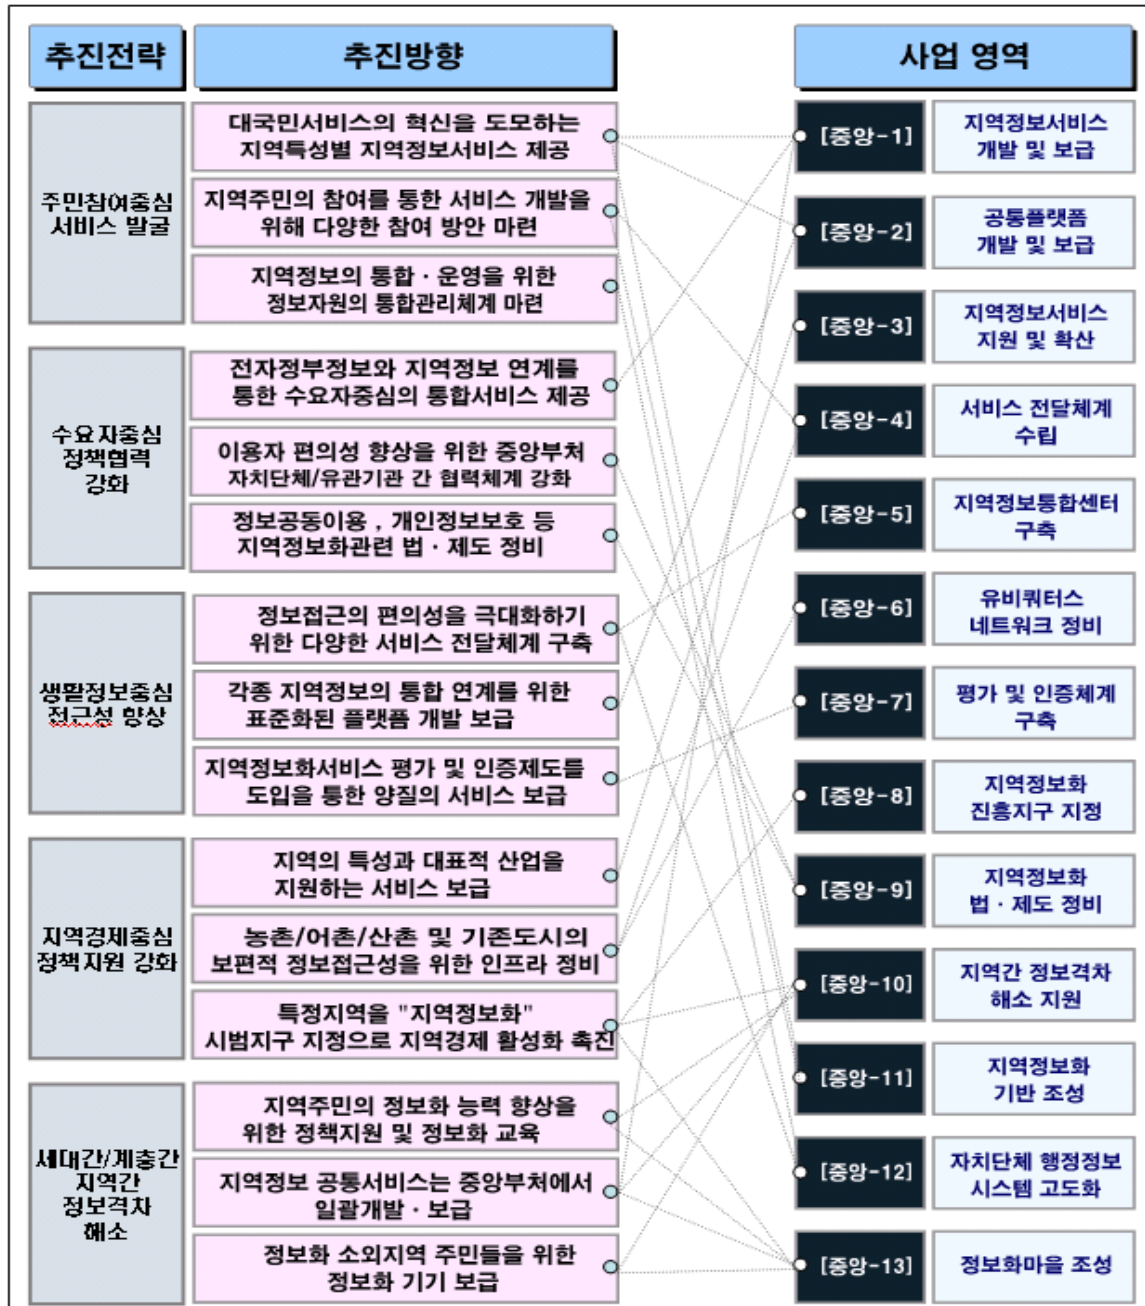 추진전략
추진방향
사업 영역
주민참여중심
서비스 발굴
대국민서비스의 혁신을 도모하는
지역특성별 지역정보서비스 제공
지역주민의 참여를 통한 서비스 개발을
위해 다양한 참여 방안 마련
지역정보의 통합 · 운영을 위한
정보자원의 통합관리체계 마련
수요자중심
정책협력
강화
전자정부정보와 지역정보 연계를
통한 수요자중심의 통합서비스 제공
이용자 편의성 향상을 위한 중앙부처
자치단체/유관기관 간 협력체계 강화
정보공동이용 , 개인정보보호 등
지역정보화관련 법 · 제도 정비
생활정보중심
접근성 향상
정보접근의 편의성을 극대화하기
위한 다양한 서비스 전달체계 구축
각종 지역정보의 통합 연계를 위한
표준화된 플랫폼 개발 보급
지역정보화서비스 평가 및 인증제도를
도입을 통한 양질의 서비스 보급
지역경제중심
정책지원 강화
지역의 특성과 대표적 산업을
지원하는 서비스 보급
농촌/어촌/산촌 및 기존도시의
보편적 정보접근성을 위한 인프라 정비
특정지역을 "지역정보화"
시범지구 지정으로 지역경제 활성화 촉진
세대간/계층간
지역간
정보격차
해소
지역주민의 정보화 능력 향상을
위한 정책지원 및 정보화 교육
지역정보 공통서비스는 중앙부처에서
일괄개발 · 보급
정보화 소외지역 주민들을 위한
정보화 기기 보급
[중앙-1]
지역정보서비스
개발 및 보급
[중앙-2]
공통플랫폼
개발 및 보급
[중앙-3]
지역정보서비스
지원 및 확산
[중앙-4]
서비스 전달체계
수립
[중앙-5]
지역정보통합센터
구축
[중앙-6]
유비쿼터스
네트워크 정비
[중앙-7]
평가 및 인증체계
구축
[중앙-8]
지역정보화
진흥지구 지정
[중앙-9]
지역정보화
법 · 제도 정비
[중앙-10]
지역간 정보격차
해소 지원
[중앙-11]
지역정보화
기반 조성
[중앙-12]
자치단체 행정정보
시스템 고도화
[중앙-13]
정보화마을 조성